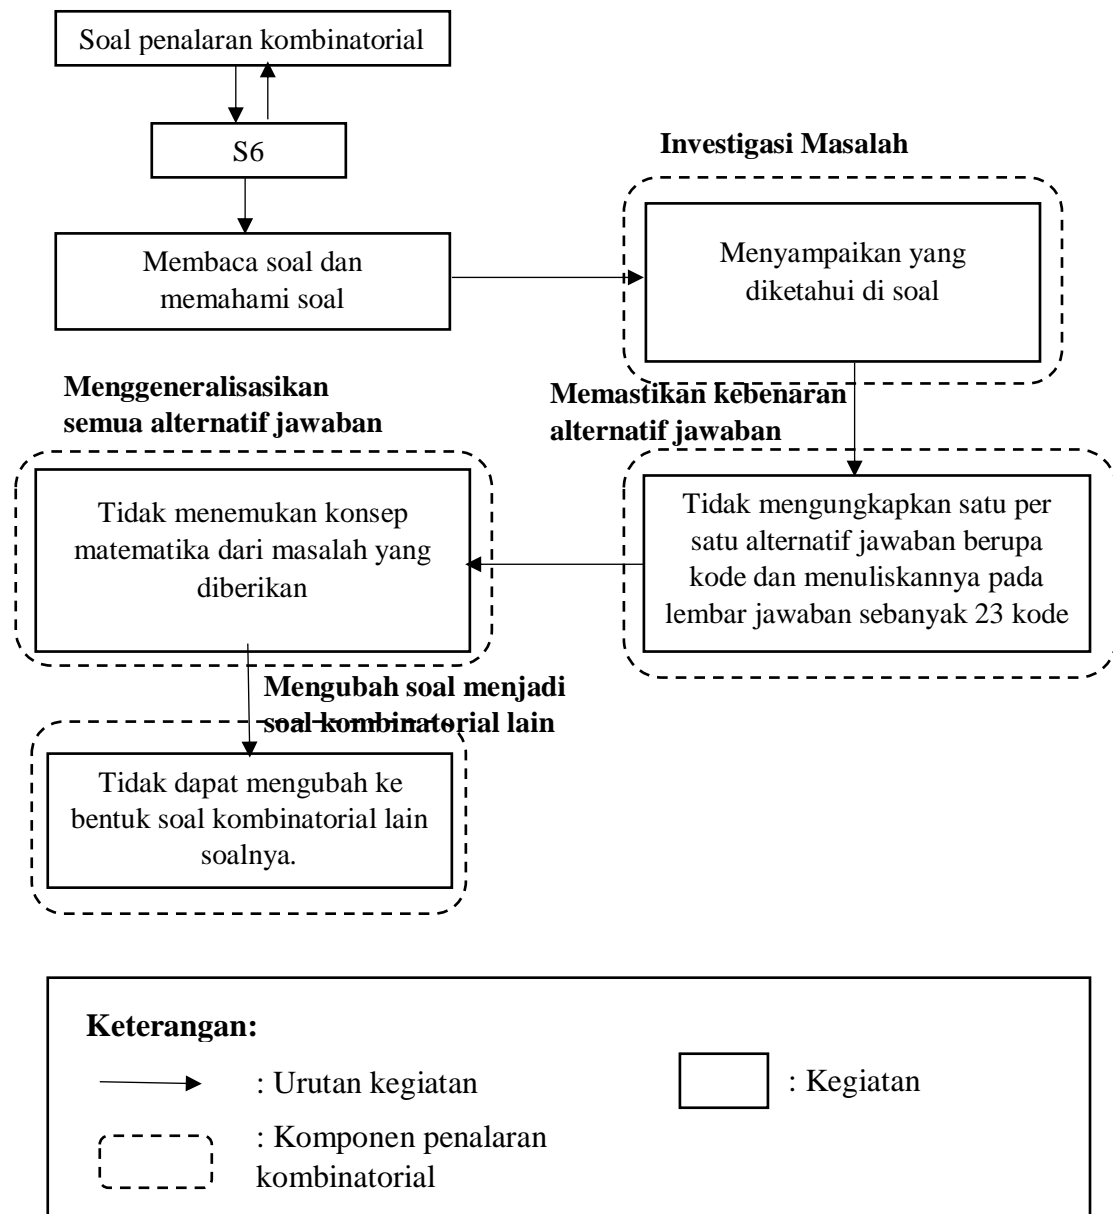 Soal penalaran kombinatorial
S6
Membaca soal dan
memahami soal
Investigasi Masalah
Menyampaikan yang
diketahui di soal
Memastikan kebenaran
alternatif jawaban
Tidak mengungkapkan satu per
satu alternatif jawaban berupa
kode dan menuliskannya pada
lembar jawaban sebanyak 23 kode
Menggeneralisasikan
semua alternatif jawaban
Tidak menemukan konsep
matematika dari masalah yang
diberikan
Mengubah soal menjadi
soal kombinatorial lain
Tidak dapat mengubah ke
bentuk soal kombinatorial lain
soalnya.
Keterangan:
: Urutan kegiatan
: Kegiatan
: Komponen penalaran
kombinatorial